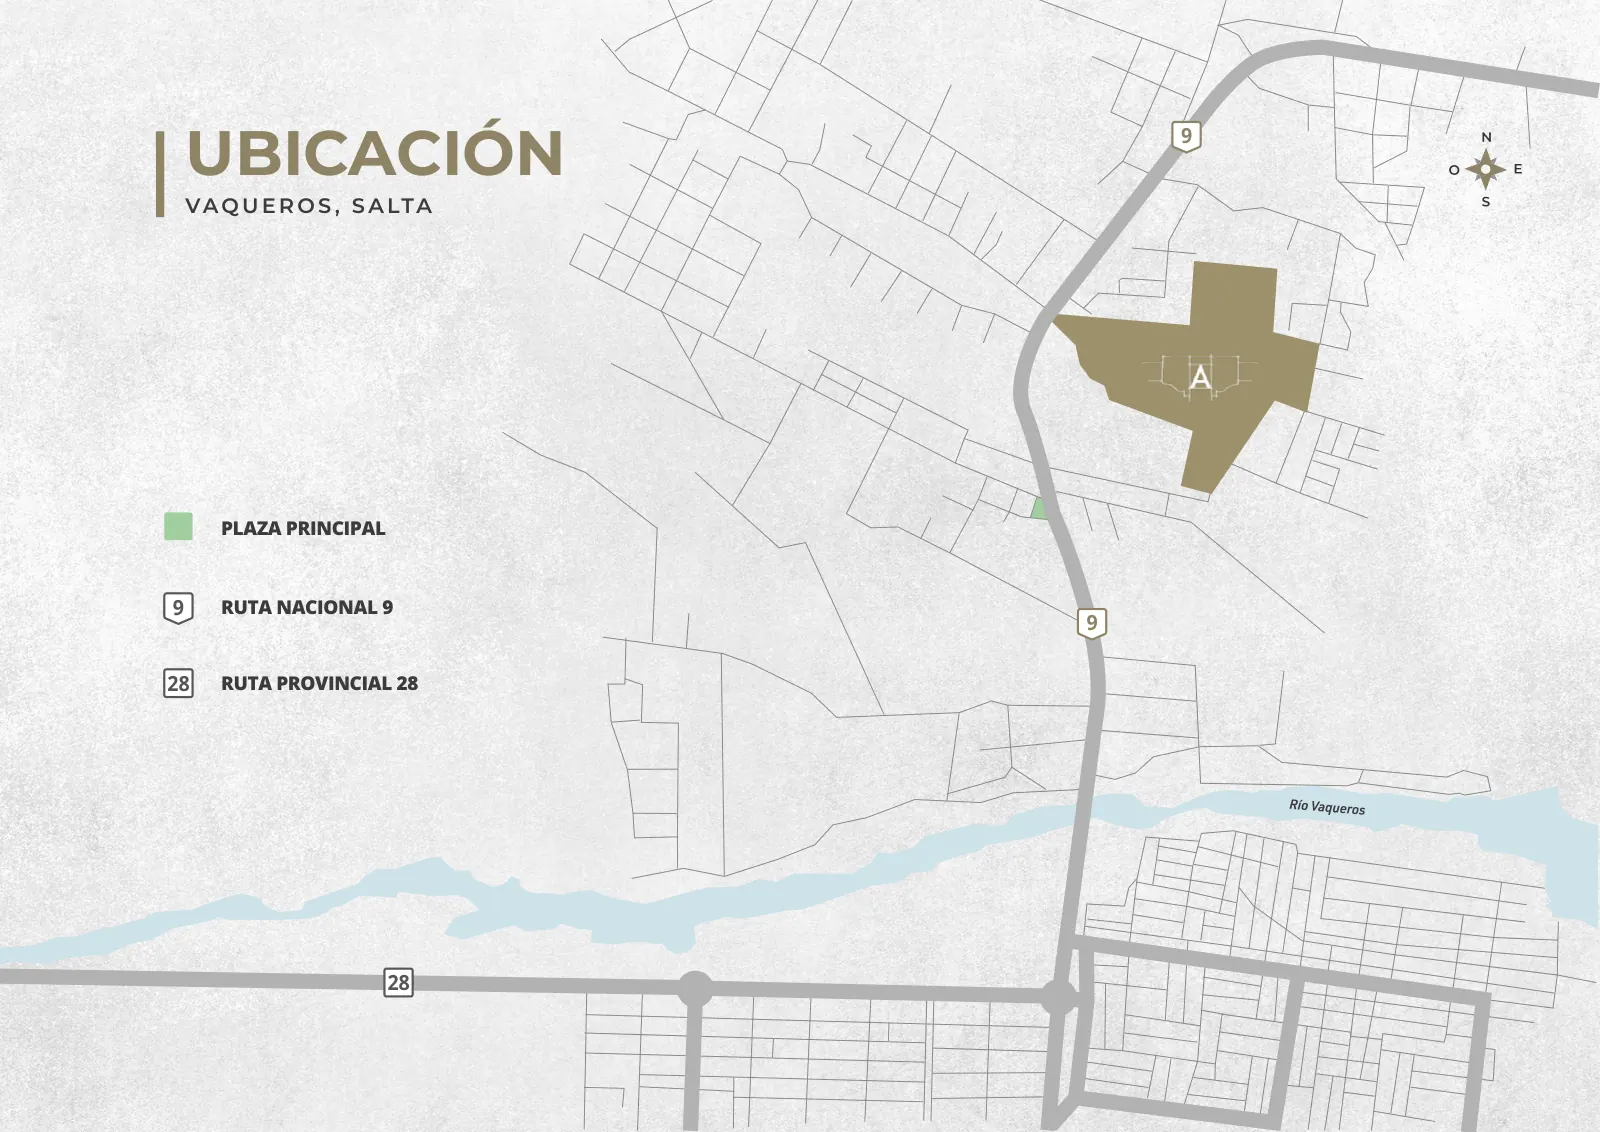 UBICACIÓN
VAQUEROS, SALTA
9
N
O
E
S
A
PLAZA PRINCIPAL
9
RUTA NACIONAL 9
9
28
RUTA PROVINCIAL 28
Río Vaqueros
28